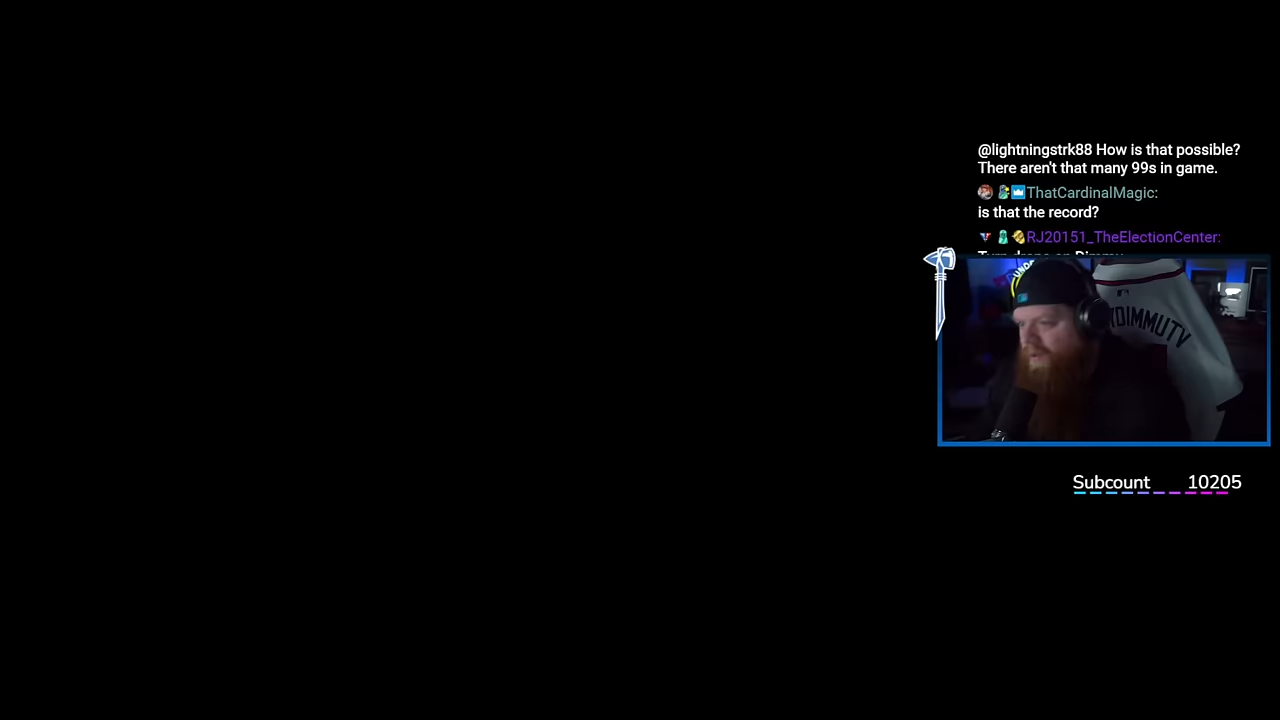 @lightningstrk88 How is that possible?
There aren't that many 99s in game.
ThatCardinalMagic:
is that the record?
RJ20151_TheElectionCenter:
DIMMUTV
Subcount 10205